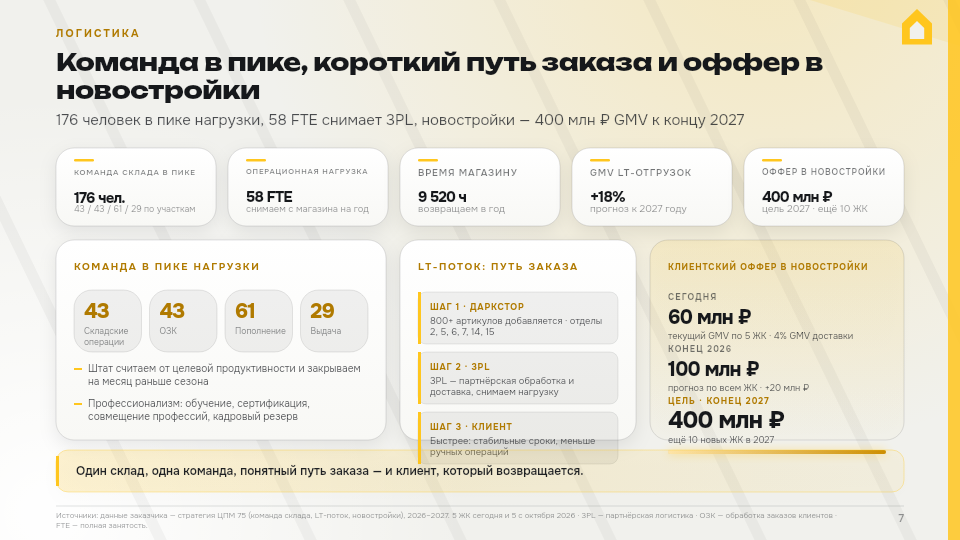 ЛОГИСТИКА
Команда в пике, короткий путь заказа и оффер в
новостройки
176 человек в пике нагрузки, 58 FTE снимает 3PL, новостройки — 400 млн ₽ GMV к концу 2027
КОМАНДА СКЛАДА В ПИКЕ
176 чел.
43 / 43 / 61 / 29 по участкам
ОПЕРАЦИОННАЯ НАГРУЗКА
58 FTE
снимаем с магазина на год
ВРЕМЯ МАГАЗИНУ
9 520 ч
возвращаем в год
GMV LT-ОТГРУЗОК
+18%
прогноз к 2027 году
ОФФЕР В НОВОСТРОЙКИ
400 млн ₽
цель 2027 · ещё 10 ЖК
КОМАНДА В ПИКЕ НАГРУЗКИ
43
Складские
операции
43
ОЗК
61
Пополнение
29
Выдача
Штат считаем от целевой продуктивности и закрываем
на месяц раньше сезона
Профессионализм: обучение, сертификация,
совмещение профессий, кадровый резерв
LT-ПОТОК: ПУТЬ ЗАКАЗА
ШАГ 1 · ДАРКСТОР
800+ артикулов добавляется · отделы
2, 5, 6, 7, 14, 15
ШАГ 2 · 3PL
3PL — партнёрская обработка и
доставка, снимаем нагрузку
ШАГ 3 · КЛИЕНТ
Быстрее: стабильные сроки, меньше
ручных операций
КЛИЕНТСКИЙ ОФФЕР В НОВОСТРОЙКИ
СЕГОДНЯ
60 млн ₽
текущий GMV по 5 ЖК · 4% GMV доставки
КОНЕЦ 2026
100 млн ₽
прогноз по всем ЖК · +20 млн ₽
ЦЕЛЬ · КОНЕЦ 2027
400 млн ₽
ещё 10 новых ЖК в 2027
Один склад, одна команда, понятный путь заказа — и клиент, который возвращается.
Источники: данные заказчика — стратегия ЦПМ 75 (команда склада, LT-поток, новостройки), 2026–2027. 5 ЖК сегодня и 5 с октября 2026 · 3PL — партнёрская логистика · ОЗК — обработка заказов клиентов ·
FTE — полная занятость.
7